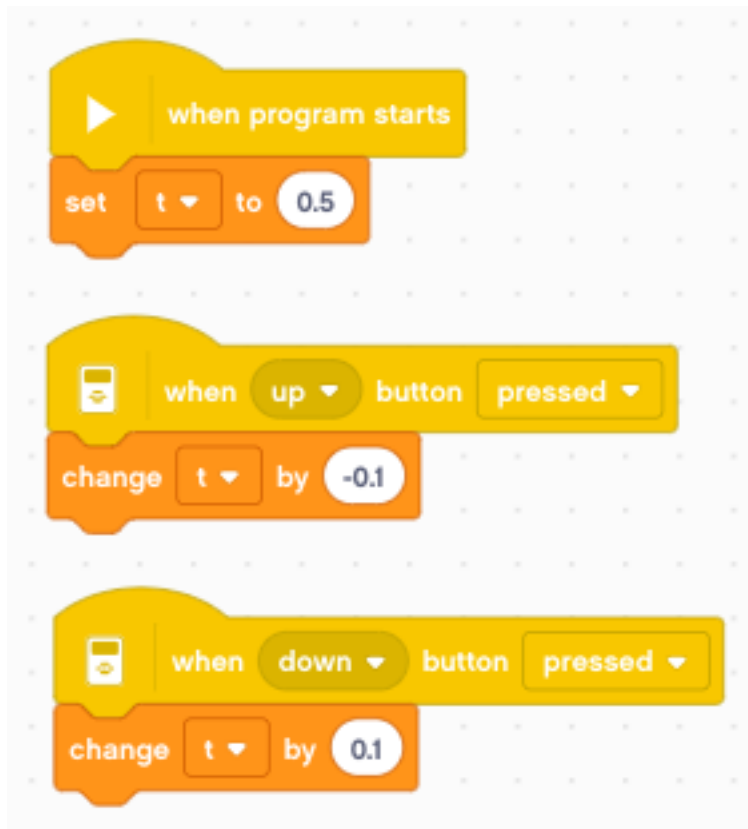 when program starts
set t to 0.5
when up button pressed
change t by -0.1
when down button pressed
change t by 0.1